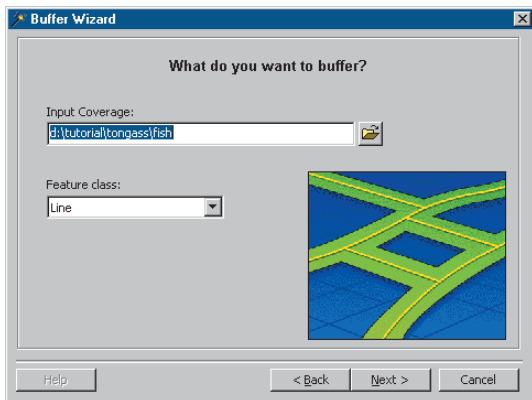 Buffer Wizard
What do you want to buffer?
Input Coverage:
d:\tutorial\tongass\fish
Feature class:
Line
Help
< Back
Next >
Cancel